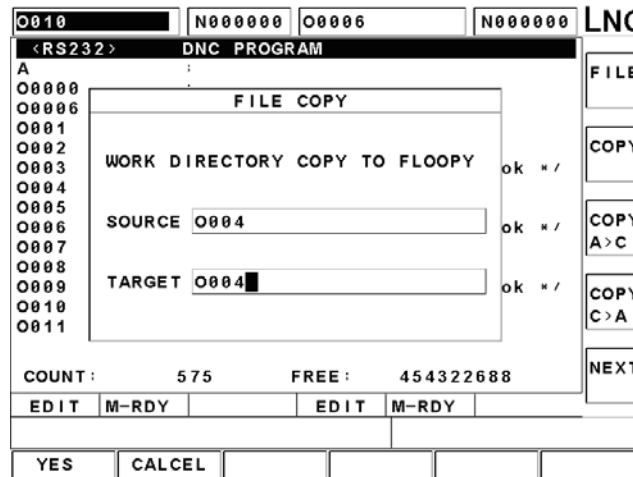 O010 N000000 O0006 N000000 LNC
<RS232> DNC PROGRAM
A :
O0000
O0006
O001
O002
O003 ok */
O004
O005
O006 ok */
O007
O008
O009 ok */
O010
O011
FILE COPY
WORK DIRECTORY COPY TO FLOOPY
SOURCE O004
TARGET O004
COUNT: 575 FREE: 454322688
EDIT M-RDY EDIT M-RDY
YES CALCEL
FILE
COPY
COPY
A>C
COPY
C>A
NEXT